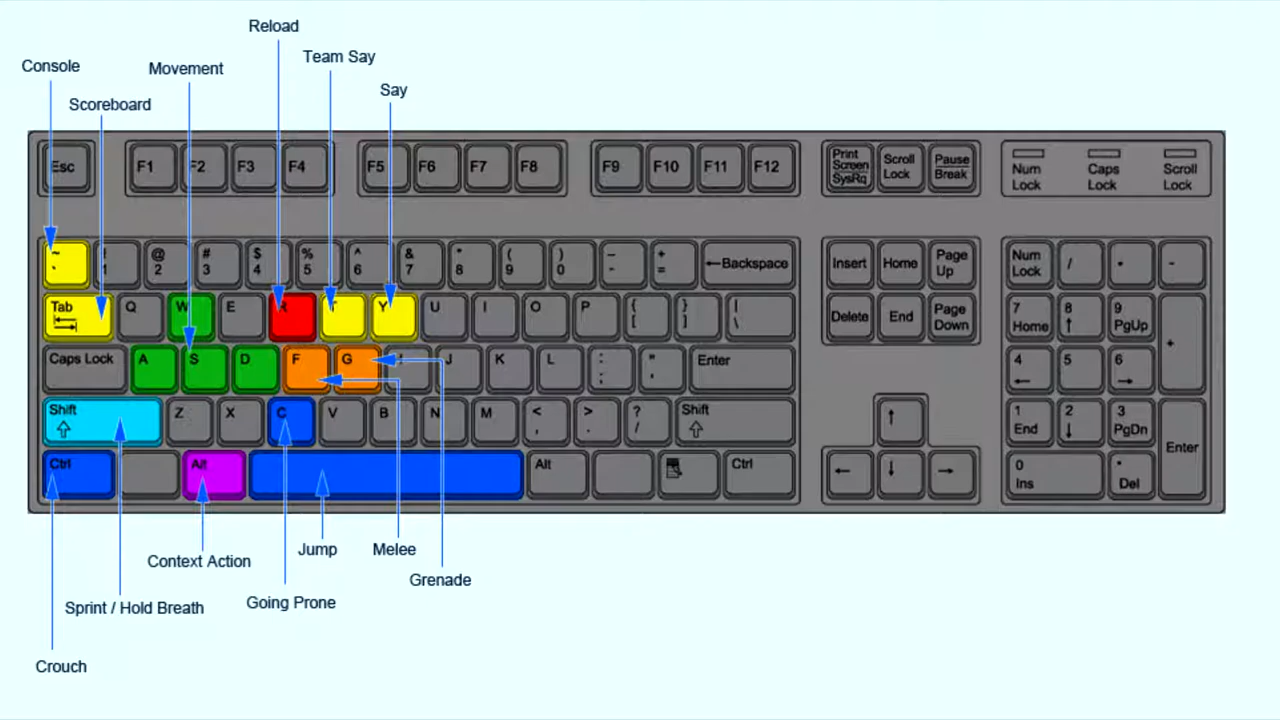 Reload
Team Say
Console
Movement
Say
Scoreboard
Esc
F1
F2
F3
F4
F5
F6
F7
F8
F9
F10
F11
F12
Print
Screen
SysRq
Scroll
Lock
Pause
Break
Num
Lock
Caps
Lock
Scroll
Lock
~
`
!
1
@
2
#
3
$
4
%
5
^
6
&
7
*
8
(
9
)
0
-
-
+
=
←Backspace
Insert
Home
Page
Up
Num
Lock
/
*
-
Tab
Q
W
E
R
T
Y
U
I
O
P
{
[
}
]
|
\
Delete
End
Page
Down
7
Home
8
↑
9
PgUp
+
Caps Lock
A
S
D
F
G
J
K
L
:
;
"
'
Enter
4
←
5
6
→
Shift
Z
X
C
V
B
N
M
<
,
>
.
?
/
Shift
↑
1
End
2
↓
3
PgDn
Enter
Ctrl
Alt
Alt
Ctrl
←
↓
→
0
Ins
.
Del
Context Action
Jump
Melee
Grenade
Sprint / Hold Breath
Going Prone
Crouch